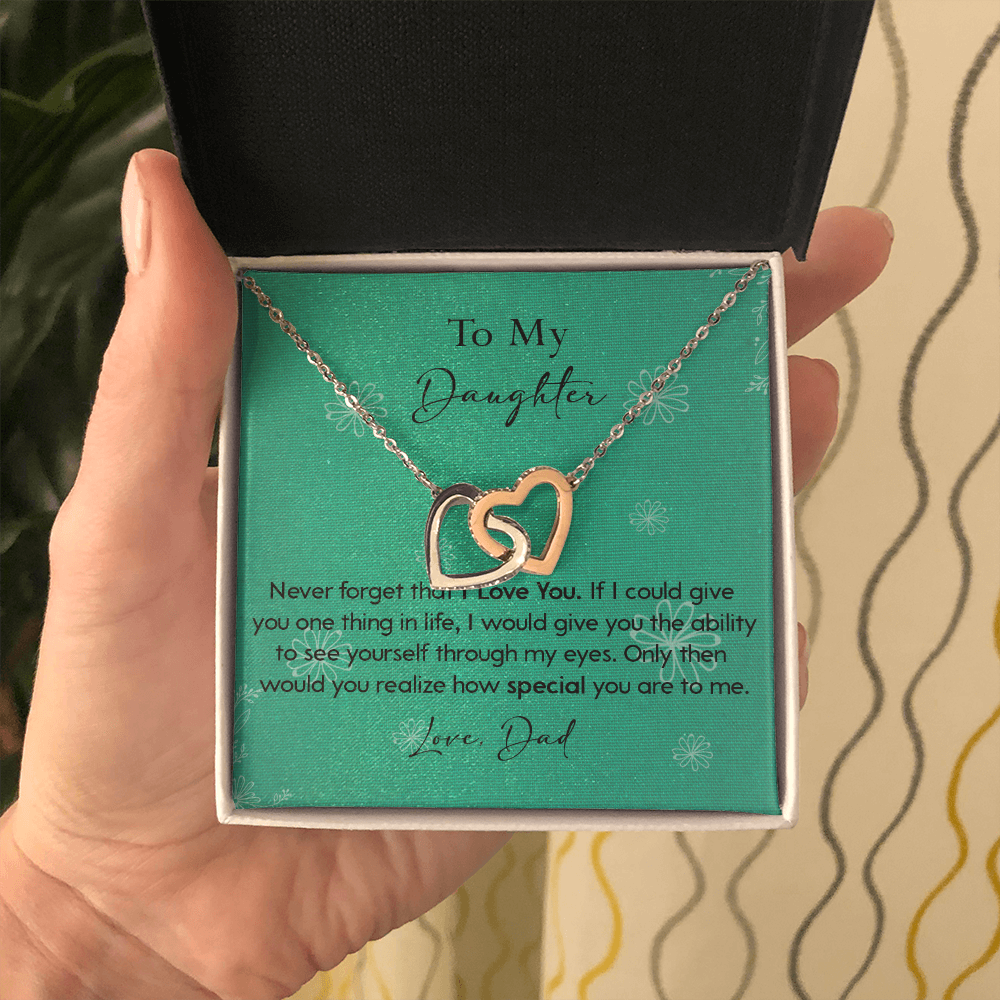 To My
Daughter
Never forget that I Love You. If I could give
you one thing in life, I would give you the ability
to see yourself through my eyes. Only then
would you realize how special you are to me.
Love, Dad